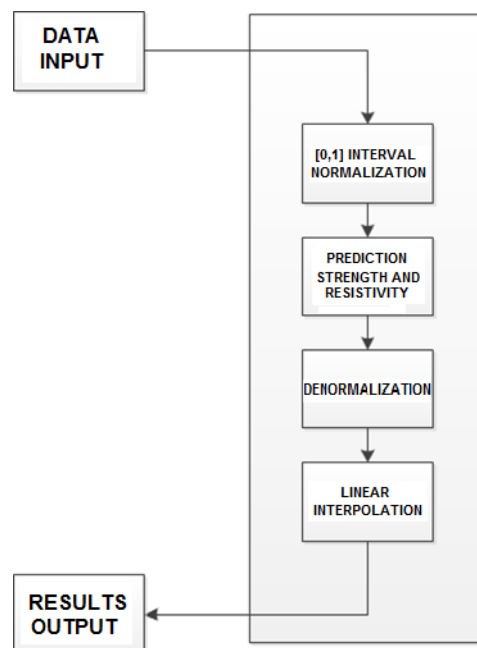 DATA
INPUT
[0,1] INTERVAL
NORMALIZATION
PREDICTION
STRENGTH AND
RESISTIVITY
DENORMALIZATION
LINEAR
INTERPOLATION
RESULTS
OUTPUT